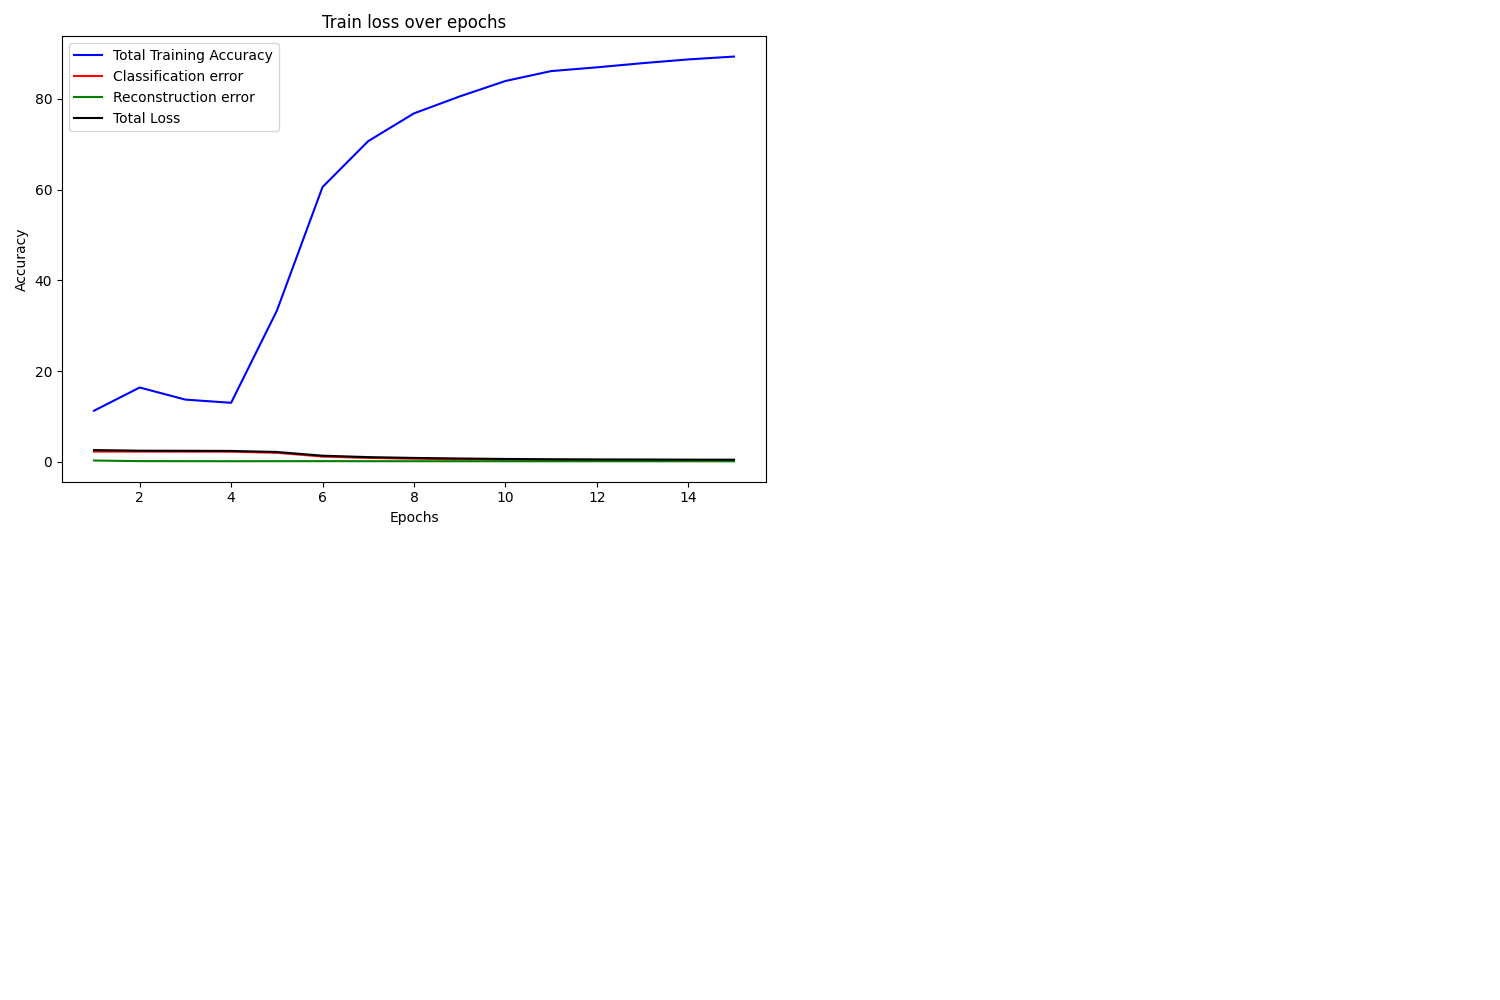 Train loss over epochs
Total Training Accuracy
Classification error
Reconstruction error
Total Loss
80
60
40
20
0
Accuracy
2 4 6 8 10 12 14
Epochs